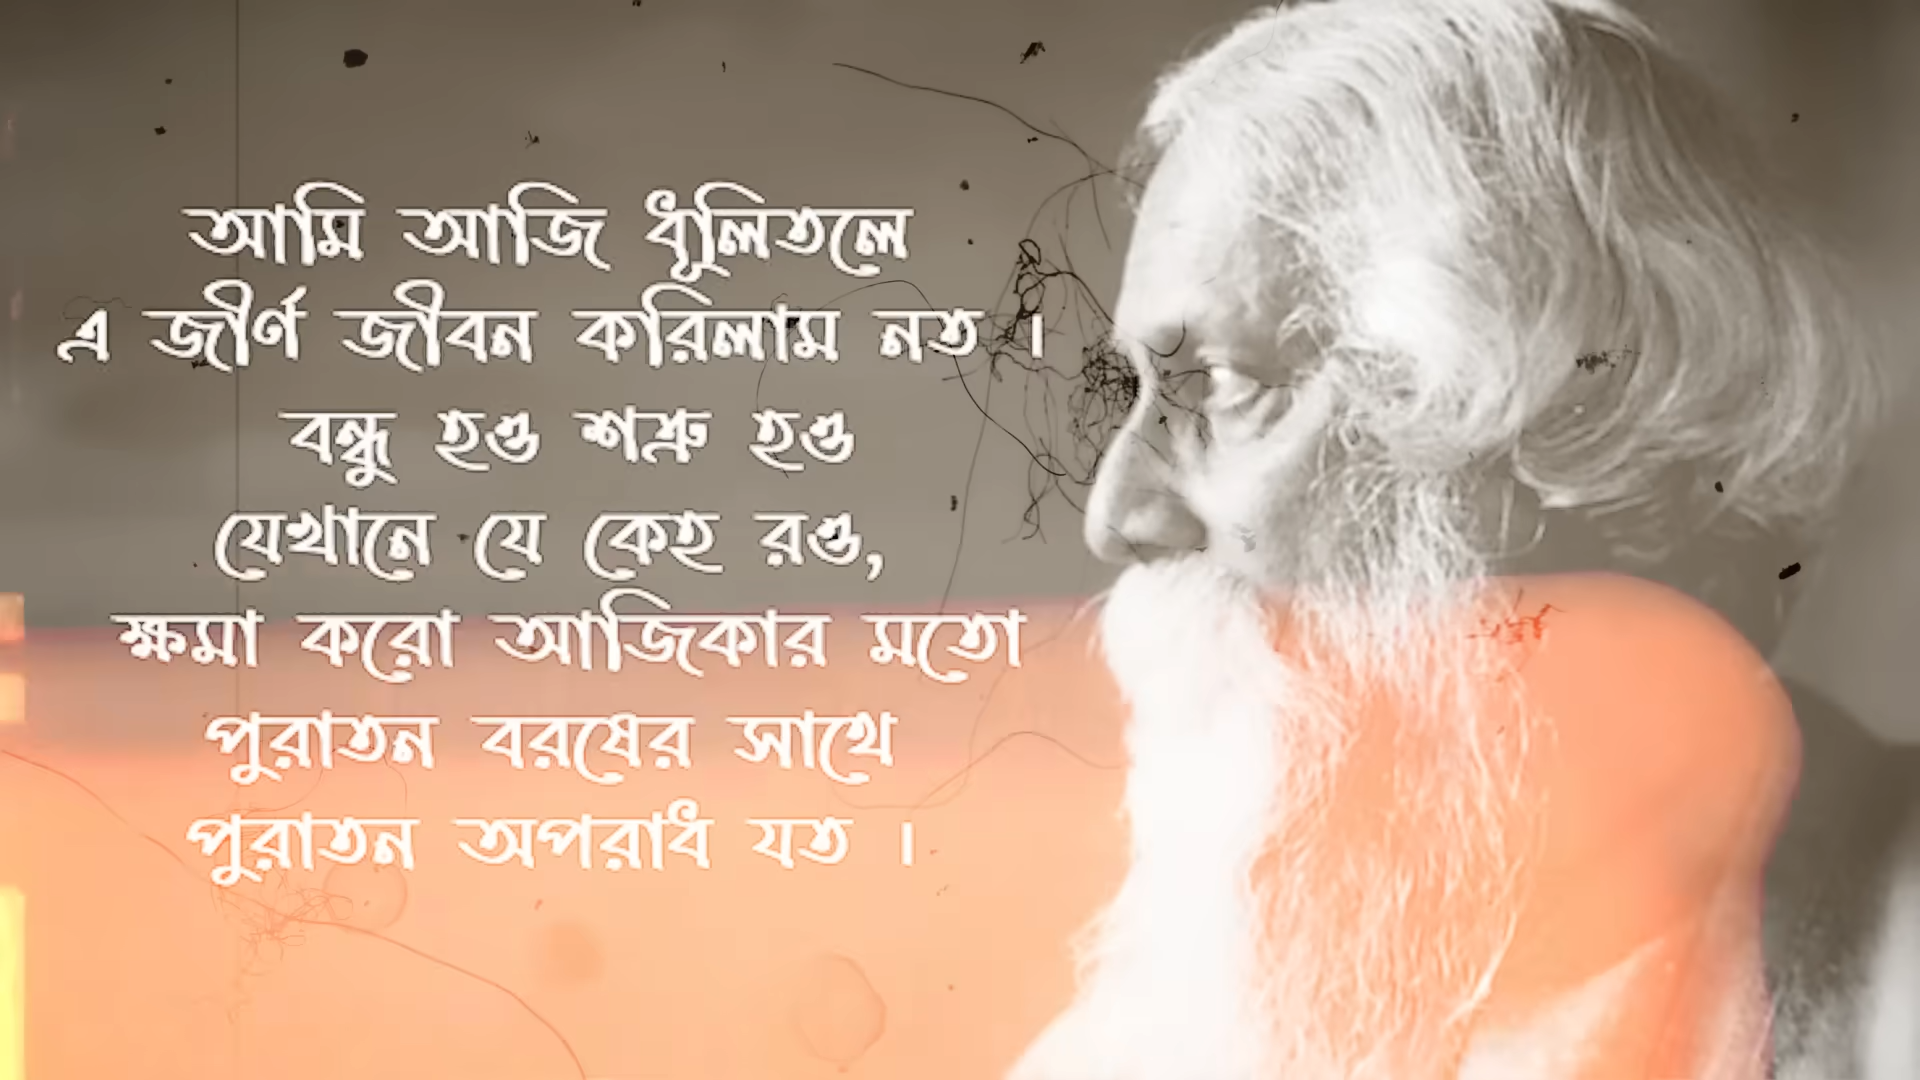 আমি আজি ধূলিতলে
এ জীর্ণ জীবন করিলাম নত ।
বন্ধু হও শত্রু হও
যেখানে যে কেহ রও,
ক্ষমা করো আজিকার মতো
পুরাতন বরষের সাথে
পুরাতন অপরাধ যত ।